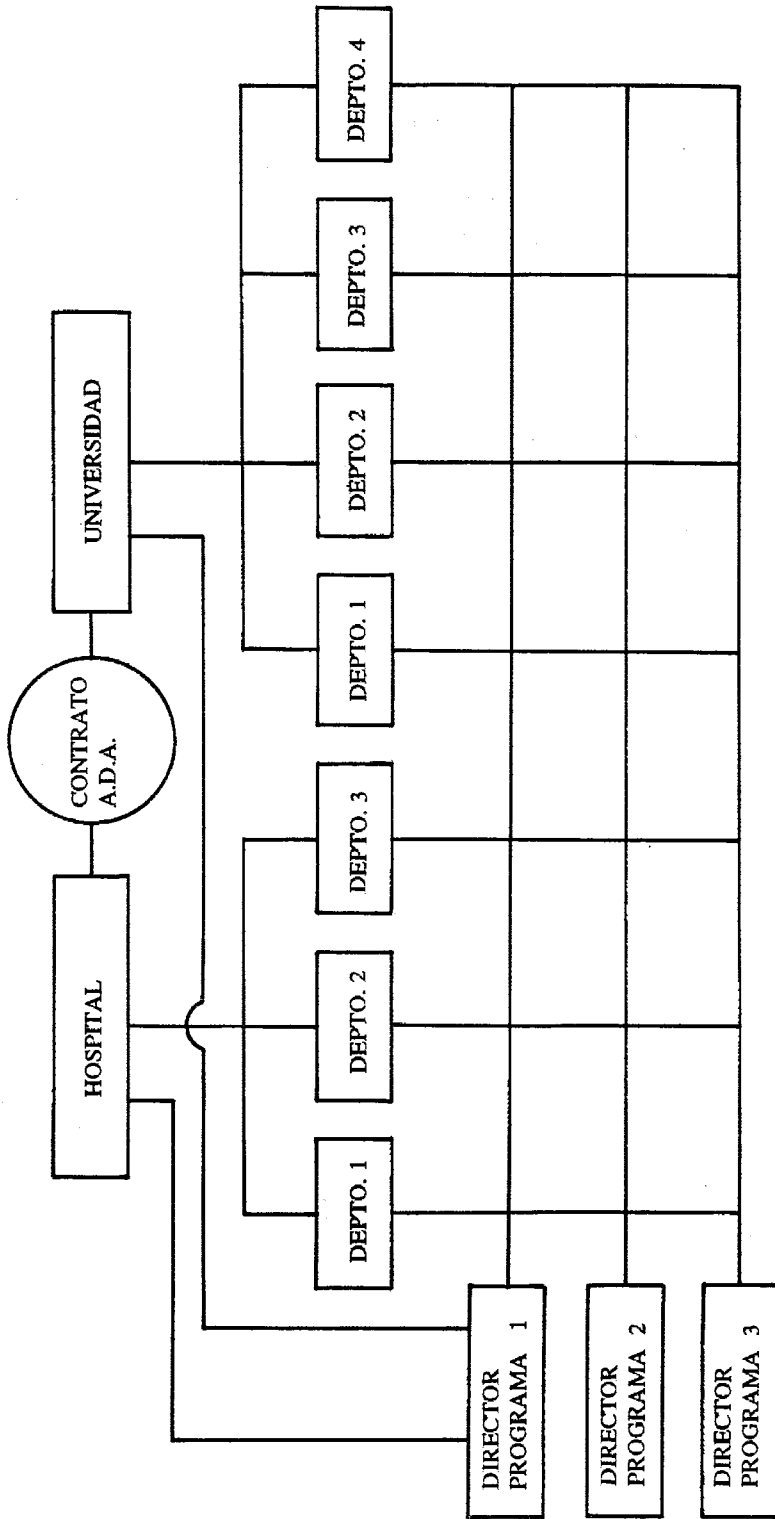 CONTRATO
A.D.A.
HOSPITAL
UNIVERSIDAD
DEPTO. 1
DEPTO. 2
DEPTO. 3
DEPTO. 1
DEPTO. 2
DEPTO. 3
DEPTO. 4
DIRECTOR
PROGRAMA 1
DIRECTOR
PROGRAMA 2
DIRECTOR
PROGRAMA 3